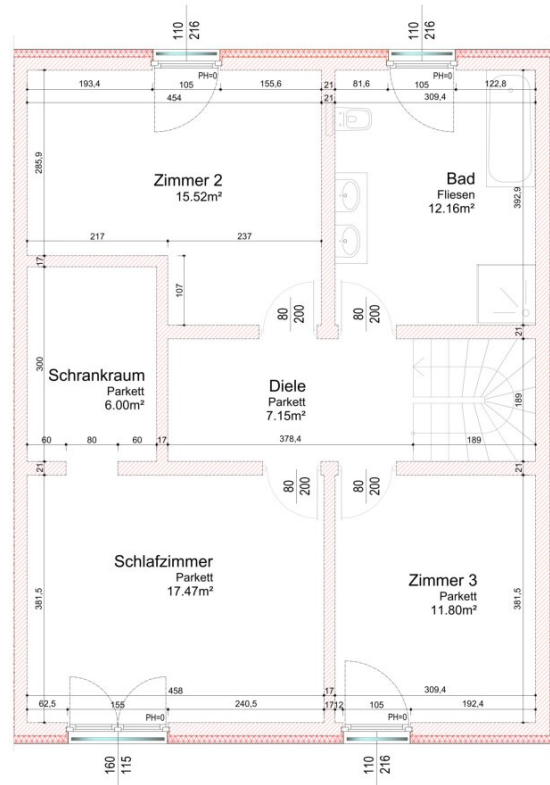 110
216
110
216
PH=0
PH=0
193,4
105
155,6
21
81,6
105
122,8
454
21
309,4
285,9
Zimmer 2
15.52m²
Bad
Fliesen
12.16m²
392,9
217
237
17
107
80
200
80
200
21
300
Schrankraum
Parkett
6.00m²
Diele
Parkett
7.15m²
189
60
80
60
17
378,4
189
21
21
80
200
80
200
Schlafzimmer
Parkett
17.47m²
Zimmer 3
Parkett
11.80m²
381,5
381,5
458
17
309,4
62,5
155
240,5
1712
105
192,4
PH=0
PH=0
160
115
110
216